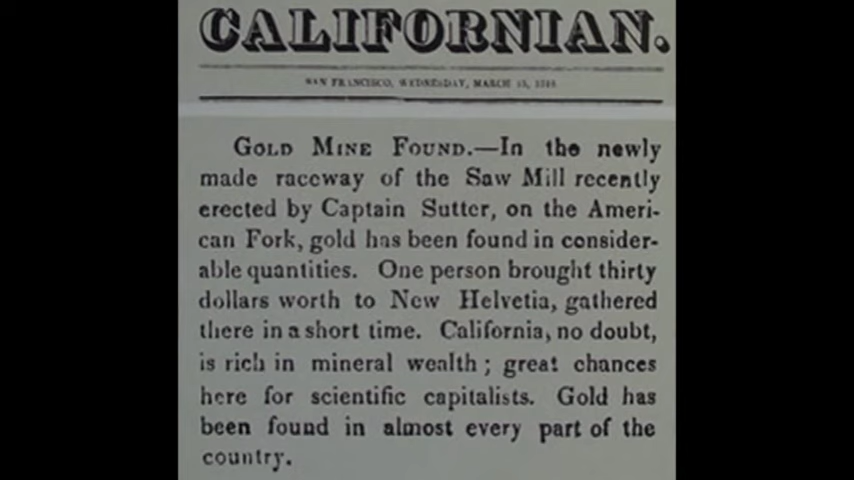 CALIFORNIAN.
SAN FRANCISCO, WEDNESDAY, MARCH 15, 1848
GOLD MINE FOUND.—In the newly
made raceway of the Saw Mill recently
erected by Captain Sutter, on the Ameri-
can Fork, gold has been found in consider-
able quantities. One person brought thirty
dollars worth to New Helvetia, gathered
there in a short time. California, no doubt,
is rich in mineral wealth; great chances
here for scientific capitalists. Gold has
been found in almost every part of the
country.